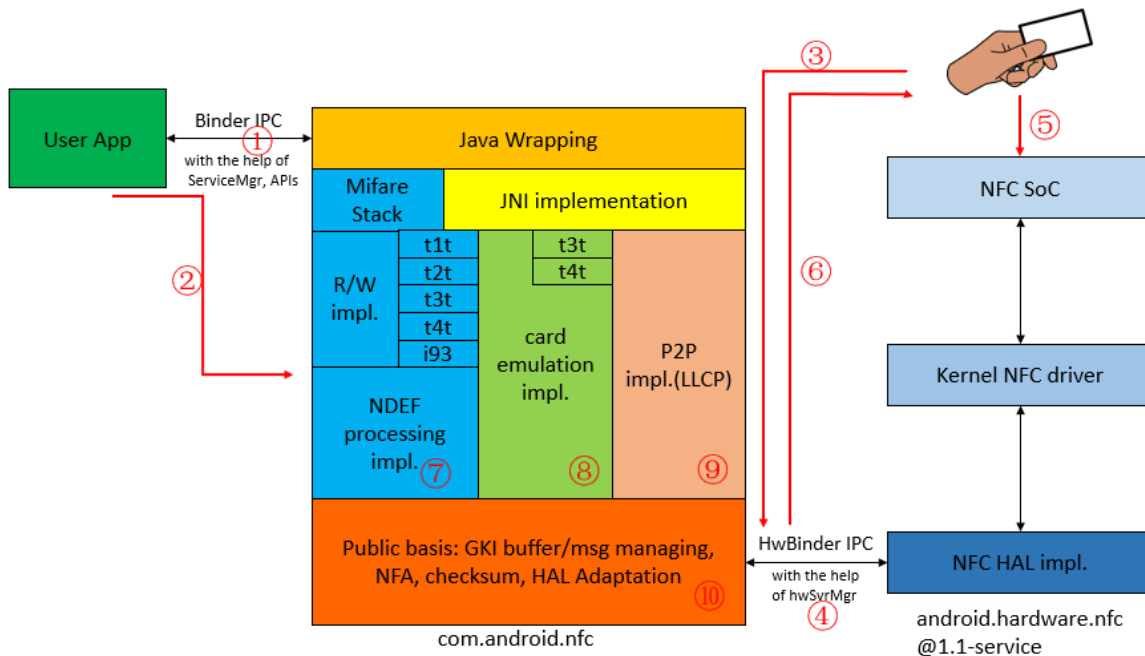 ③
⑤
User App
Binder IPC
①
with the help of
ServiceMgr, APIs
Java Wrapping
NFC SoC
Mifare
Stack
JNI implementation
②
R/W
impl.
t1t
t2t
t3t
t4t
i93
t3t
t4t
card
emulation
impl.
P2P
impl.(LLCP)
⑥
Kernel NFC driver
NDEF
processing
impl.
⑦
⑧
⑨
Public basis: GKI buffer/msg managing,
NFA, checksum, HAL Adaptation
⑩
HwBinder IPC
with the help
of hwSvrMgr
④
NFC HAL impl.
com.android.nfc
android.hardware.nfc
@1.1-service